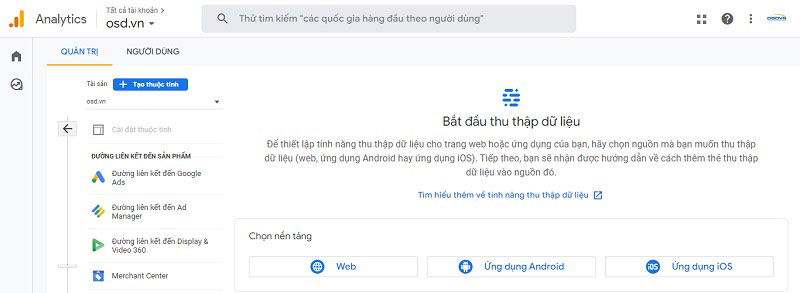 Analytics
Tất cả tài khoản >
osd.vn
Thử tìm kiếm "các quốc gia hàng đầu theo người dùng"
QUẢN TRỊ
NGƯỜI DÙNG
Tài sản
+ Tạo thuộc tính
osd.vn
Cài đặt thuộc tính
ĐƯỜNG LIÊN KẾT ĐẾN SẢN PHẨM
Đường liên kết đến Google
Ads
Đường liên kết đến Ad
Manager
Đường liên kết đến Display &
Video 360
Merchant Center
Bắt đầu thu thập dữ liệu
Để thiết lập tính năng thu thập dữ liệu cho trang web hoặc ứng dụng của bạn, hãy chọn nguồn mà bạn muốn thu thập
dữ liệu (web, ứng dụng Android hay ứng dụng iOS). Tiếp theo, bạn sẽ nhận được hướng dẫn về cách thêm thẻ thu thập
dữ liệu vào nguồn đó.
Tìm hiểu thêm về tính năng thu thập dữ liệu
Chọn nền tảng
Web
Ứng dụng Android
iOS Ứng dụng iOS